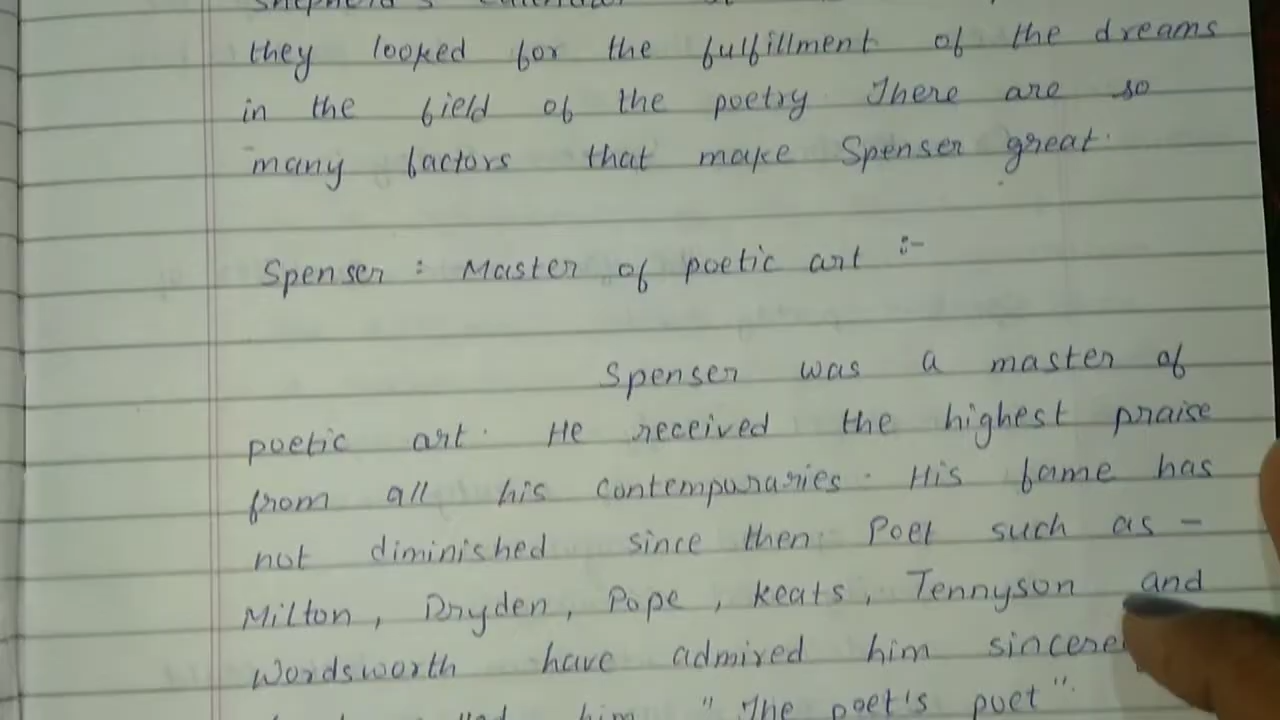 they looked for the fulfillment of the dreams
in the field of the poetry. There are so
many factors that make Spenser great.
Spenser : Master of poetic art :-
Spenser was a master of
poetic art. He received the highest praise
from all his contempuraries. His fame has
not diminished since then. Poet such as -
Milton, Dryden, Pope, Keats, Tennyson and
Wordsworth have admired him
him "The poet's poet".